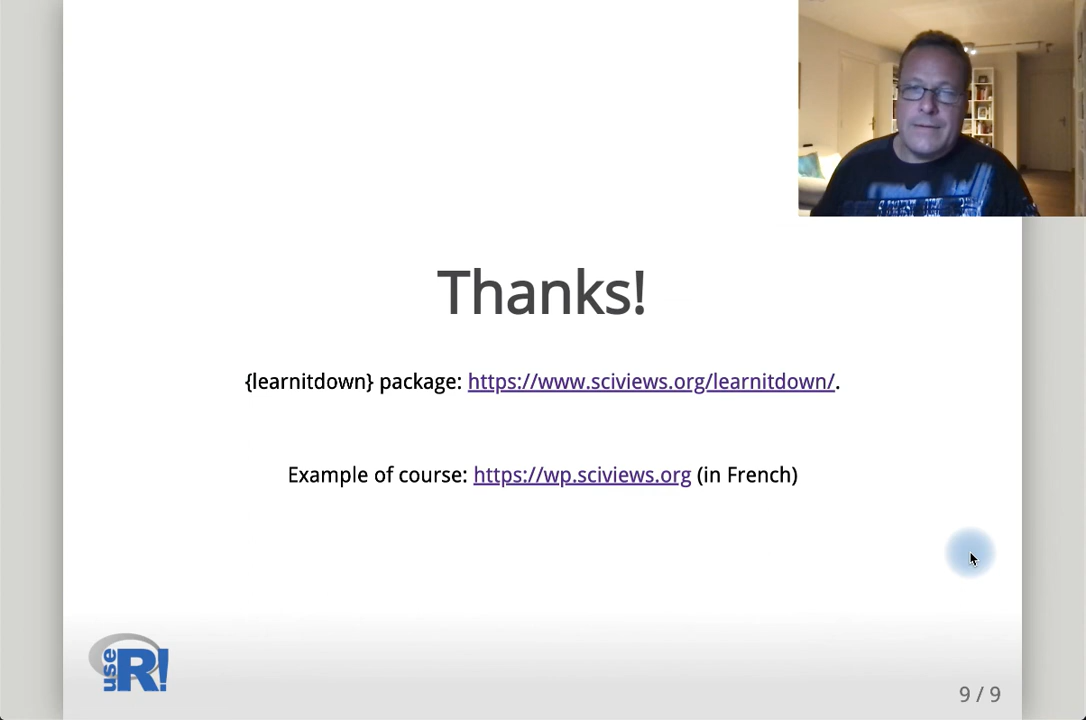 Thanks!
{learnitdown} package: https://www.sciviews.org/learnitdown/.
Example of course: https://wp.sciviews.org (in French)
use R!
9 / 9